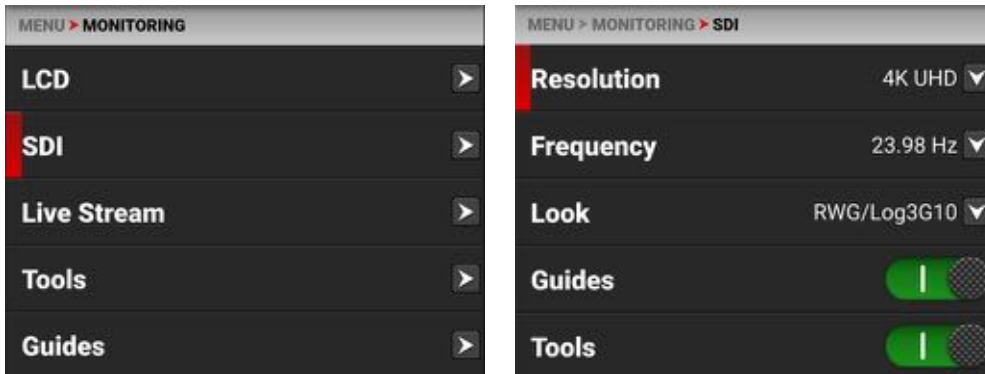 MENU > MONITORING
LCD
SDI
Live Stream
Tools
Guides
MENU > MONITORING > SDI
Resolution 4K UHD
Frequency 23.98 Hz
Look RWG/Log3G10
Guides
Tools